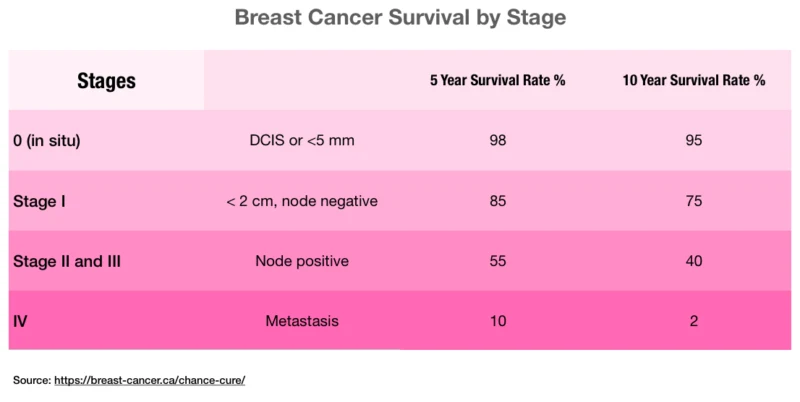 Breast Cancer Survival by Stage
Stages 5 Year Survival Rate % 10 Year Survival Rate %
0 (in situ) DCIS or <5 mm 98 95
Stage I < 2 cm, node negative 85 75
Stage II and III Node positive 55 40
IV Metastasis 10 2
Source: https://breast-cancer.ca/chance-cure/